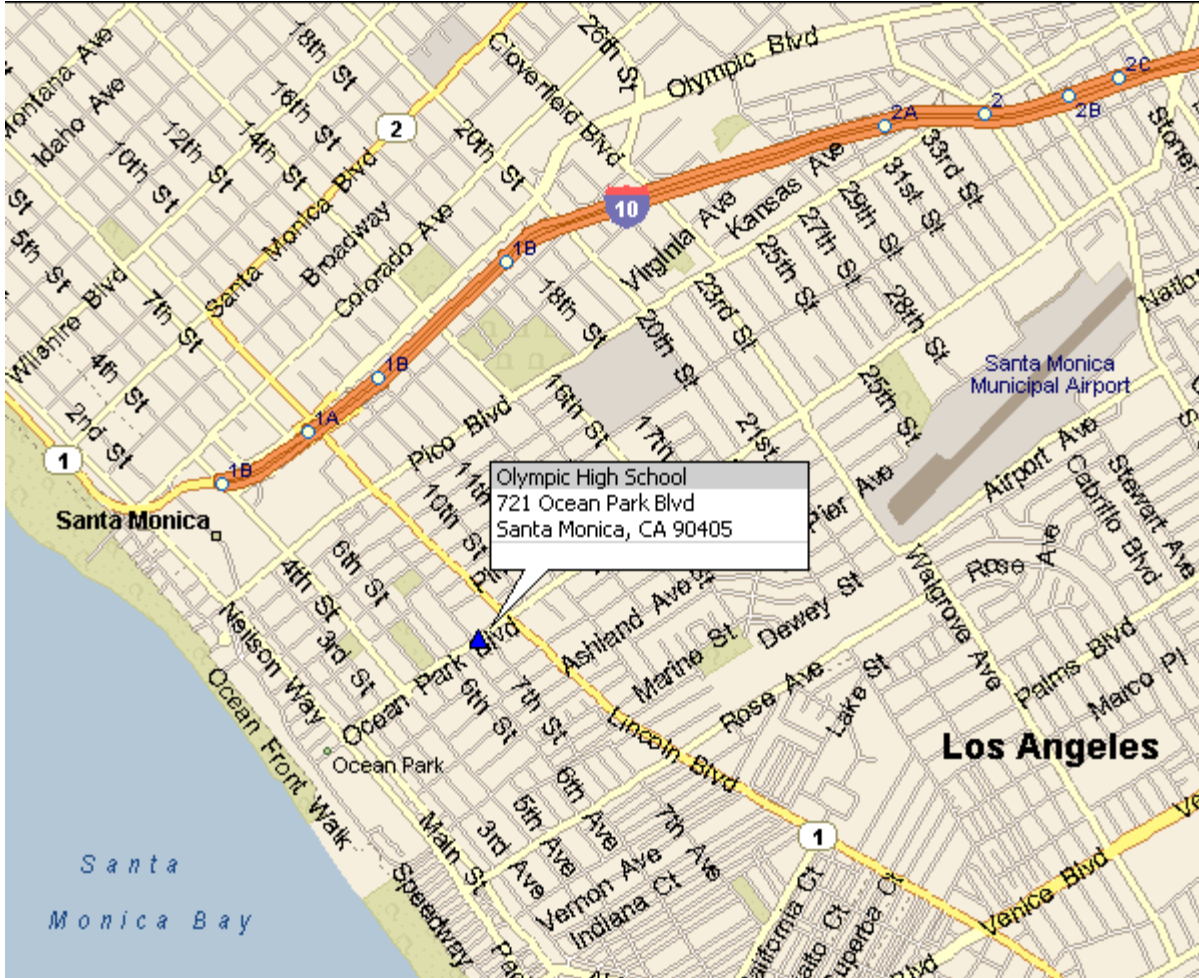 Montana Ave
Idaho Ave
18th St
16th St
14th St
12th St
10th St
5th St
Cloverfield Blvd
26th St
Olympic Blvd
2C
2B
2
2A
33rd St
31st St
29th St
27th St
25th St
Kansas Ave
Virginia Ave
10
2
20th St
Santa Monica Blvd
Broadway
Colorado Ave
Wilshire Blvd
7th St
4th St
2nd St
1B
1B
1A
1B
1
Santa Monica
18th St
16th St
17th
20th St
23rd St
21st
28th St
25th St
Santa Monica
Municipal Airport
Airport Ave
Stewart Ave
Cabrillo Blvd
Pico Blvd
11th
10th St
Olympic High School
721 Ocean Park Blvd
Santa Monica, CA 90405
Pier Ave
Rose Ave
Walgrove Ave
Dewey St
Ashland Ave
Marine St
Rose Ave
Lake St
Palms Blvd
Marco Pl
6th St
4th St
3rd St
Neilson Way
Ocean Front Walk
Ocean Park Blvd
7th St
6th St
Ocean Park
Lincoln Blvd
Los Angeles
1
Venice Blvd
6th Ave
5th Ave
3rd Ave
7th Ave
Vernon Ave
Indiana Ct
Main St
Speedway
Santa
Monica Bay
California Ct
Superba Ct
Blvd